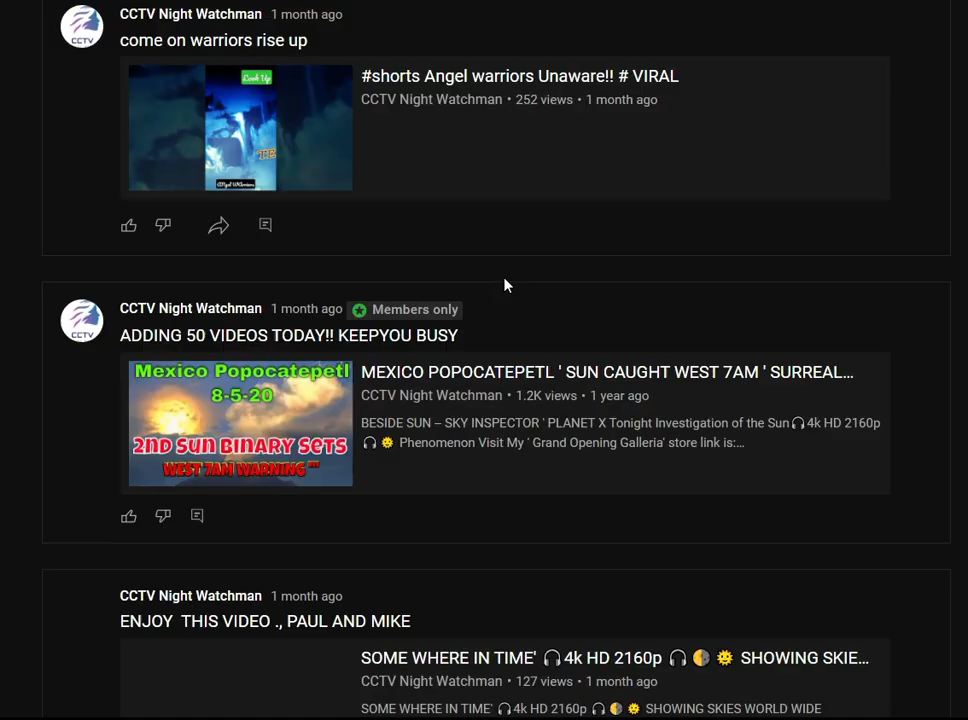 CCTV Night Watchman 1 month ago
CCTV
come on warriors rise up
Look Up
THE
#shorts Angel warriors Unaware!! # VIRAL
CCTV Night Watchman • 252 views • 1 month ago
CCTV Night Watchman 1 month ago Members only
CCTV
ADDING 50 VIDEOS TODAY!! KEEPYOU BUSY
Mexico Popocatepetl
8-5-20
2ND SUN BINARY SETS
WEST 7AM WARNING
MEXICO POPOCATEPETL ' SUN CAUGHT WEST 7AM ' SURREAL...
CCTV Night Watchman • 1.2K views • 1 year ago
BESIDE SUN – SKY INSPECTOR ' PLANET X Tonight Investigation of the Sun🎧4k HD 2160p
🎧 🌞 Phenomenon Visit My ' Grand Opening Galleria' store link is:...
CCTV Night Watchman 1 month ago
ENJOY THIS VIDEO ., PAUL AND MIKE
SOME WHERE IN TIME' 🎧4k HD 2160p 🎧 🌗 🌞 SHOWING SKIE...
CCTV Night Watchman • 127 views • 1 month ago
SOME WHERE IN TIME' 🎧4k HD 2160p 🎧 🌗 🌞 SHOWING SKIES WORLD WIDE